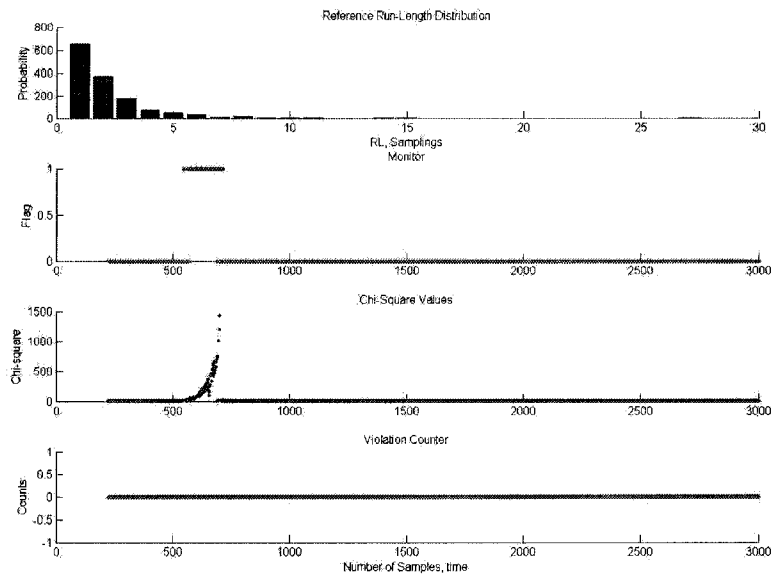 Reference Run-Length Distribution
Probability
800
600
400
200
0
0 5 10 15 20 25 30
RL, Samplings
Monitor
Flag
1
0.5
0
0 500 1000 1500 2000 2500 3000
Chi-Square Values
Chi-square
1500
1000
500
0
0 500 1000 1500 2000 2500 3000
Violation Counter
Counts
1
0.5
0
-0.5
-1
0 500 1000 1500 2000 2500 3000
Number of Samples, time